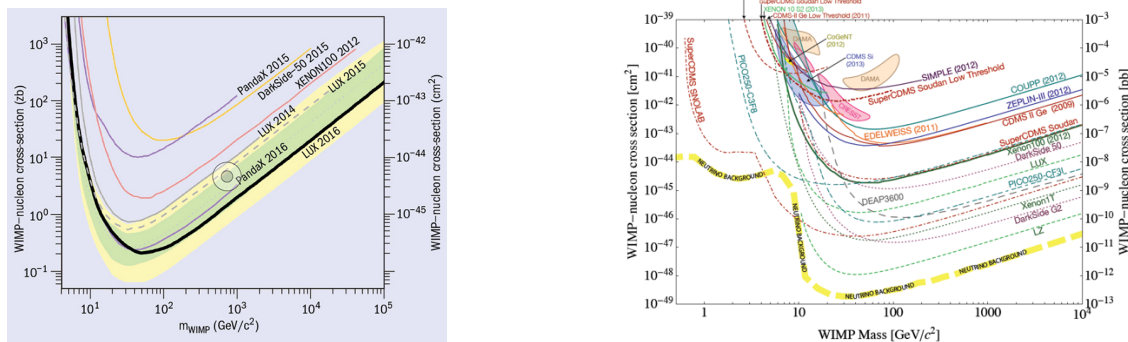 WIMP–nucleon cross-section (zb)
10³
10²
10¹
10⁰
10⁻¹
10¹
10²
10³
10⁴
10⁵
m_WIMP (GeV/c²)
10⁻⁴²
10⁻⁴³
10⁻⁴⁴
10⁻⁴⁵
WIMP–nucleon cross-section (cm²)
PandaX 2015
DarkSide-50 2015
XENON100 2012
LUX 2015
LUX 2014
PandaX 2016
LUX 2016
SuperCDMS Soudan Low Threshold
XENON 10 S2 (2013)
CDMS-II Ge Low Threshold (2011)
WIMP–nucleon cross section [cm²]
10⁻³⁹
10⁻⁴⁰
10⁻⁴¹
10⁻⁴²
10⁻⁴³
10⁻⁴⁴
10⁻⁴⁵
10⁻⁴⁶
10⁻⁴⁷
10⁻⁴⁸
10⁻⁴⁹
1
10
100
1000
10⁴
WIMP Mass [GeV/c²]
10⁻³
10⁻⁴
10⁻⁵
10⁻⁶
10⁻⁷
10⁻⁸
10⁻⁹
10⁻¹⁰
10⁻¹¹
10⁻¹²
10⁻¹³
WIMP–nucleon cross section [pb]
DAMA
CoGeNT
(2012)
CDMS Si
(2013)
DAMA
CRESST
SuperCDMS SNOLAB
PICO250-C3F8
SIMPLE (2012)
SuperCDMS Soudan Low Threshold
COUPP (2012)
ZEPLIN-III (2012)
EDELWEISS (2011)
CDMS II Ge (2009)
SuperCDMS Soudan
Xenon100 (2012)
DarkSide 50
LUX
PICO250-CF3I
DEAP3600
Xenon1T
DarkSide G2
LZ
NEUTRINO BACKGROUND
NEUTRINO BACKGROUND
NEUTRINO BACKGROUND
NEUTRINO BACKGROUND